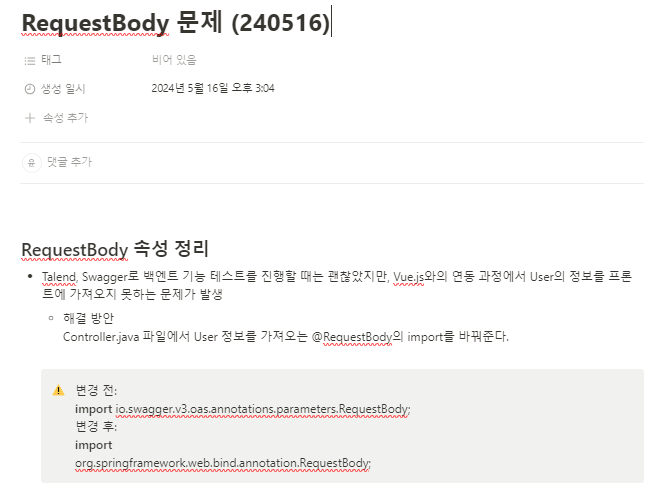 RequestBody 문제 (240516)
태그 비어 있음
생성 일시 2024년 5월 16일 오후 3:04
속성 추가
윤 댓글 추가
RequestBody 속성 정리
Talend, Swagger로 백엔트 기능 테스트를 진행할 때는 괜찮았지만, Vue.js와의 연동 과정에서 User의 정보를 프론
트에 가져오지 못하는 문제가 발생
해결 방안
Controller.java 파일에서 User 정보를 가져오는 @RequestBody의 import를 바꿔준다.
변경 전:
import io.swagger.v3.oas.annotations.parameters.RequestBody;
변경 후:
import
org.springframework.web.bind.annotation.RequestBody;